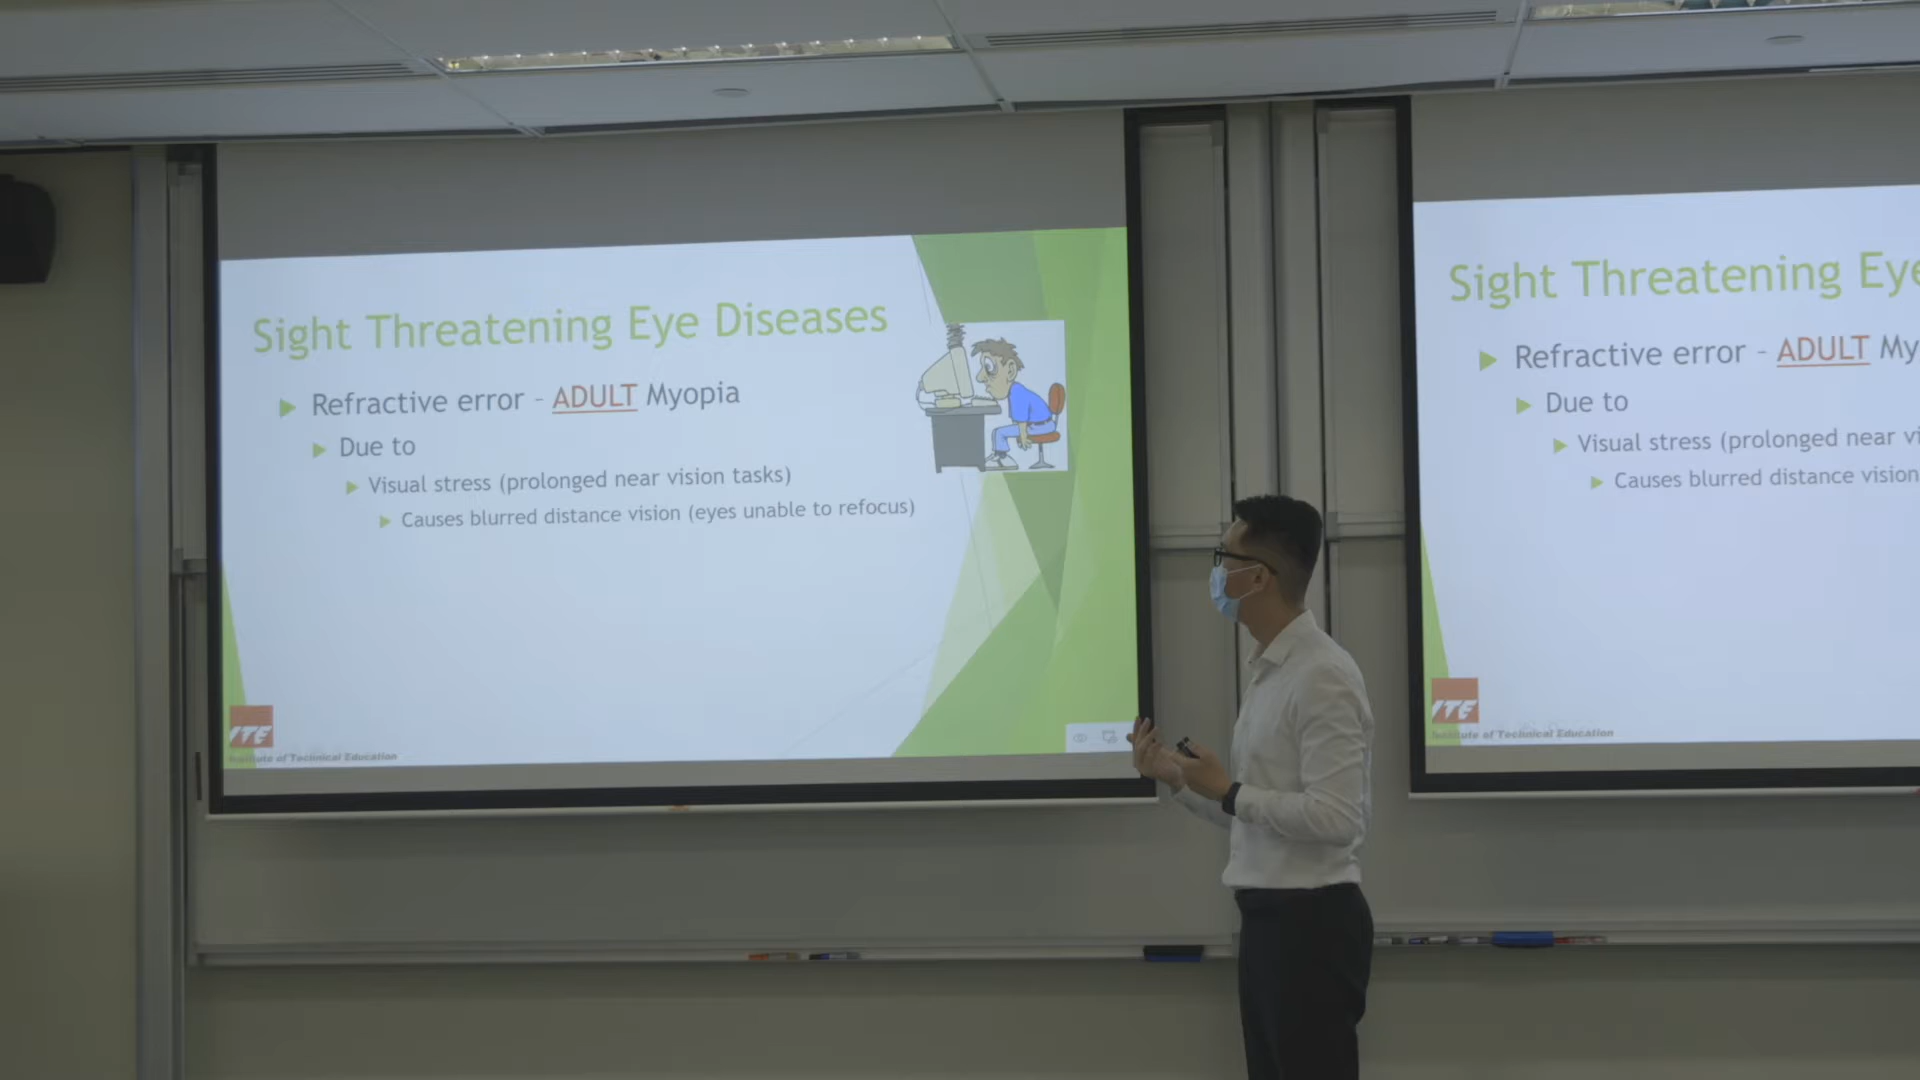 Sight Threatening Eye Diseases
Refractive error – ADULT Myopia
Due to
Visual stress (prolonged near vision tasks)
Causes blurred distance vision (eyes unable to refocus)
ITE
Institute of Technical Education
Sight Threatening Eye
Refractive error – ADULT My
Due to
Visual stress (prolonged near vi
Causes blurred distance vision
ITE
Institute of Technical Education